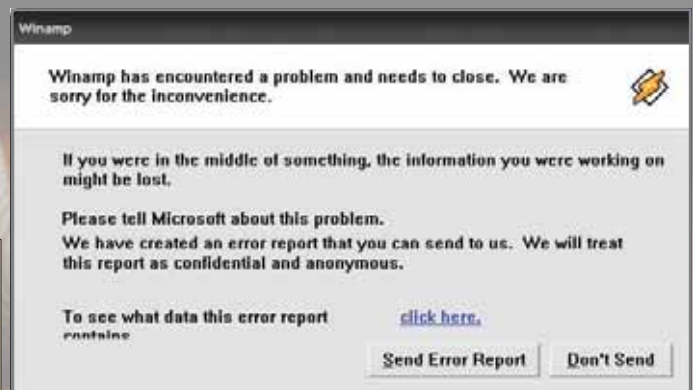 Winamp
Winamp has encountered a problem and needs to close. We are
sorry for the inconvenience.
If you were in the middle of something, the information you were working on
might be lost.
Please tell Microsoft about this problem.
We have created an error report that you can send to us. We will treat
this report as confidential and anonymous.
To see what data this error report click here.
contains
Send Error Report Don't Send